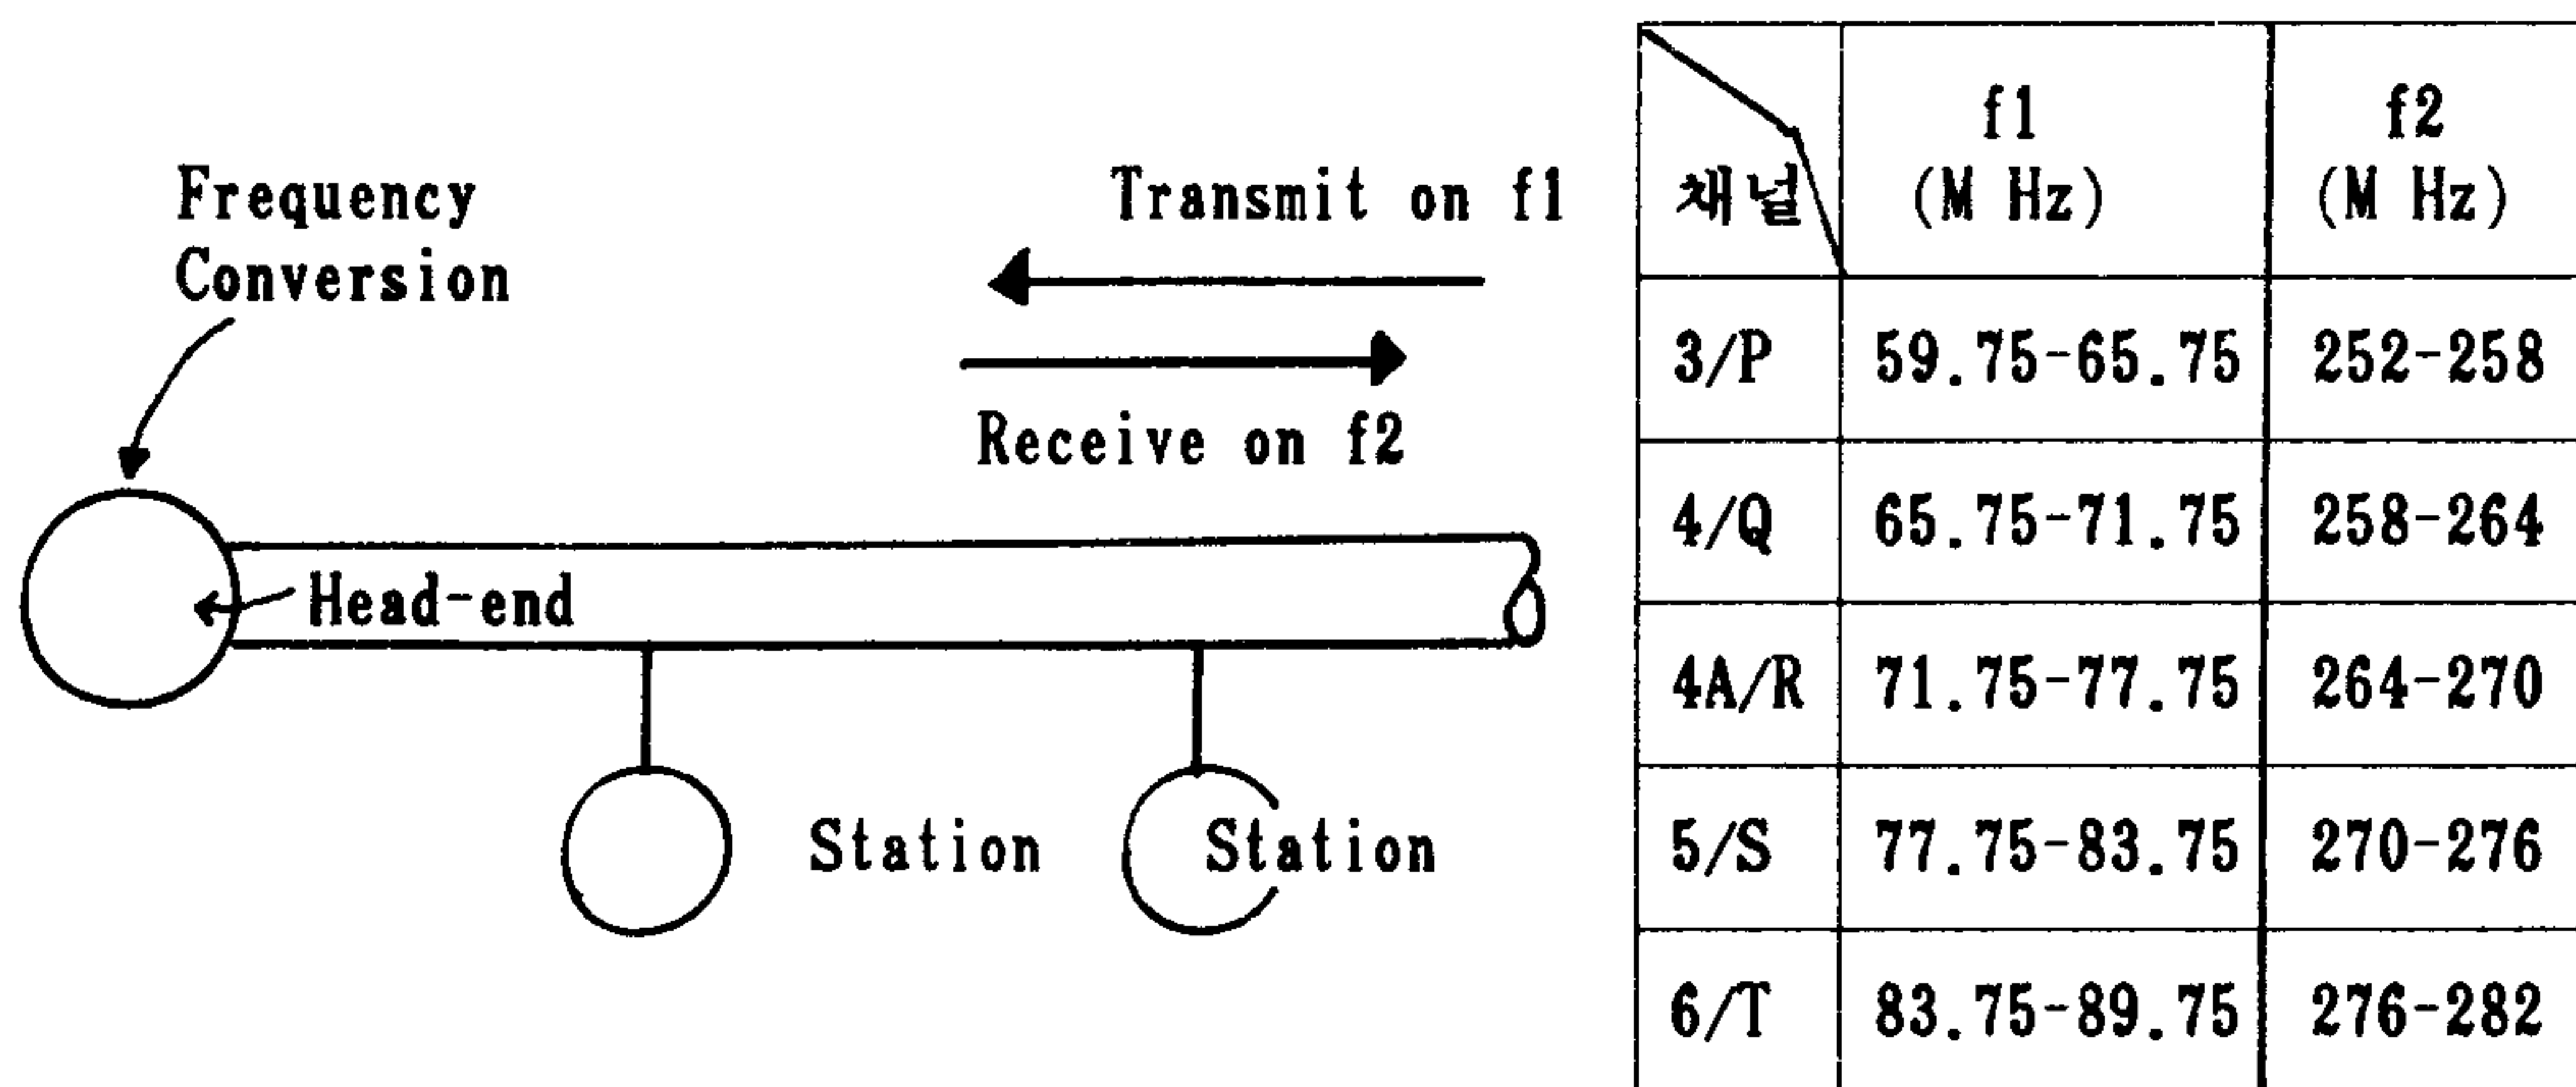 Frequency
Conversion
Transmit on f1
Receive on f2
Head-end
Station
Station
채널
f1
(M Hz)
f2
(M Hz)
3/P 59.75-65.75 252-258
4/Q 65.75-71.75 258-264
4A/R 71.75-77.75 264-270
5/S 77.75-83.75 270-276
6/T 83.75-89.75 276-282